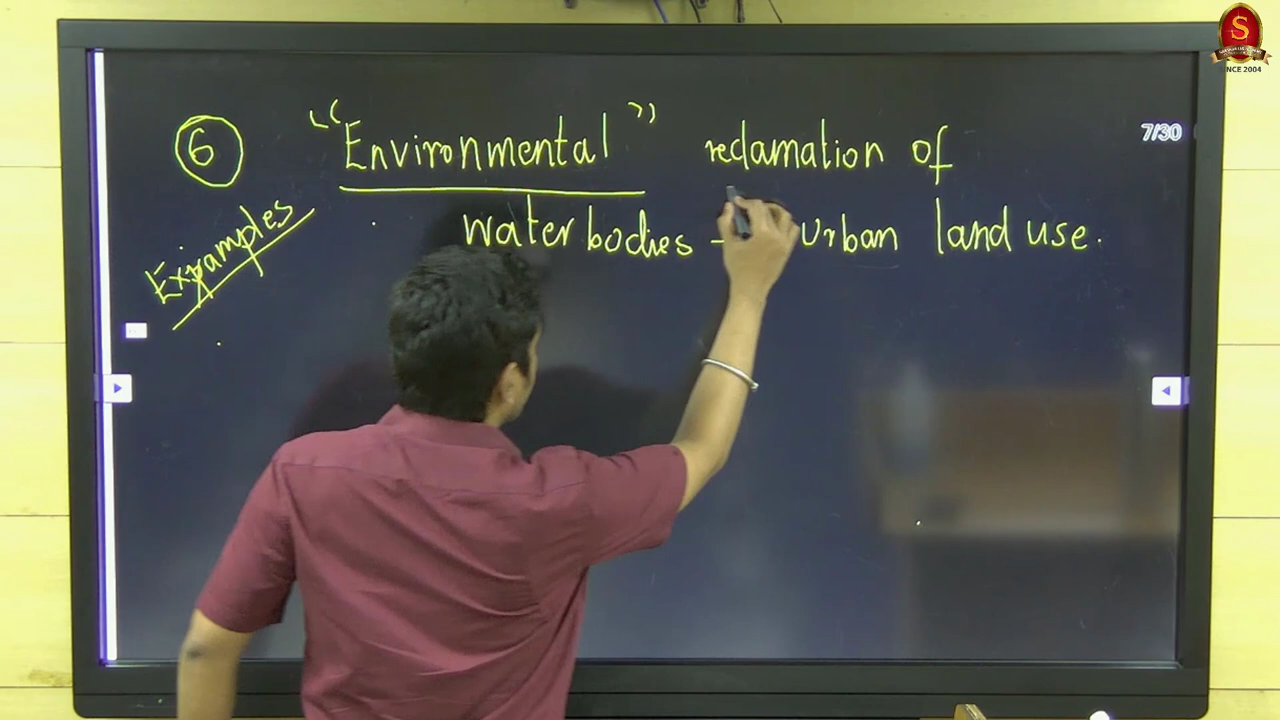 6 "Environmental" reclamation of
water bodies - urban land use.
Examples
7/30
S
SINCE 2004